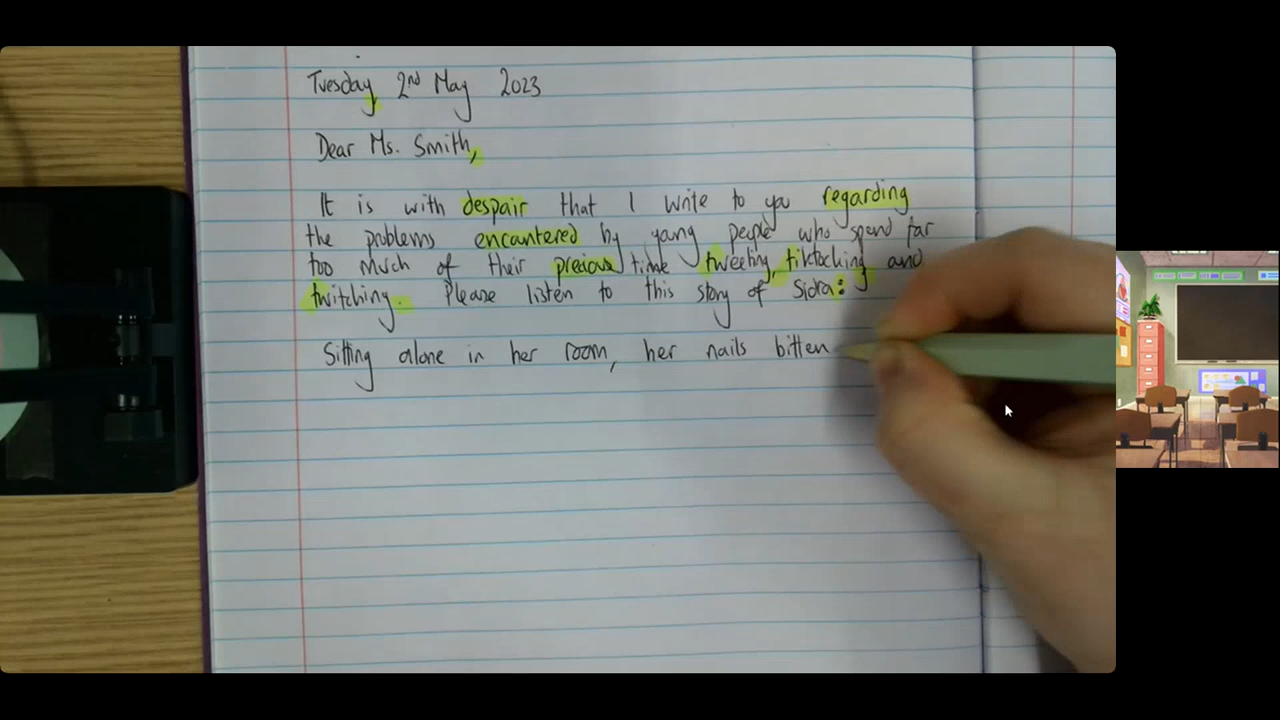 Tuesday, 2nd May 2023
Dear Ms. Smith,
It is with despair that I write to you regarding
the problems encantered by young people who spend far
too much of their precious time tweeting, tiktocking and
twitching. Please listen to this story of Sidra:
Sitting alone in her room, her nails bitten